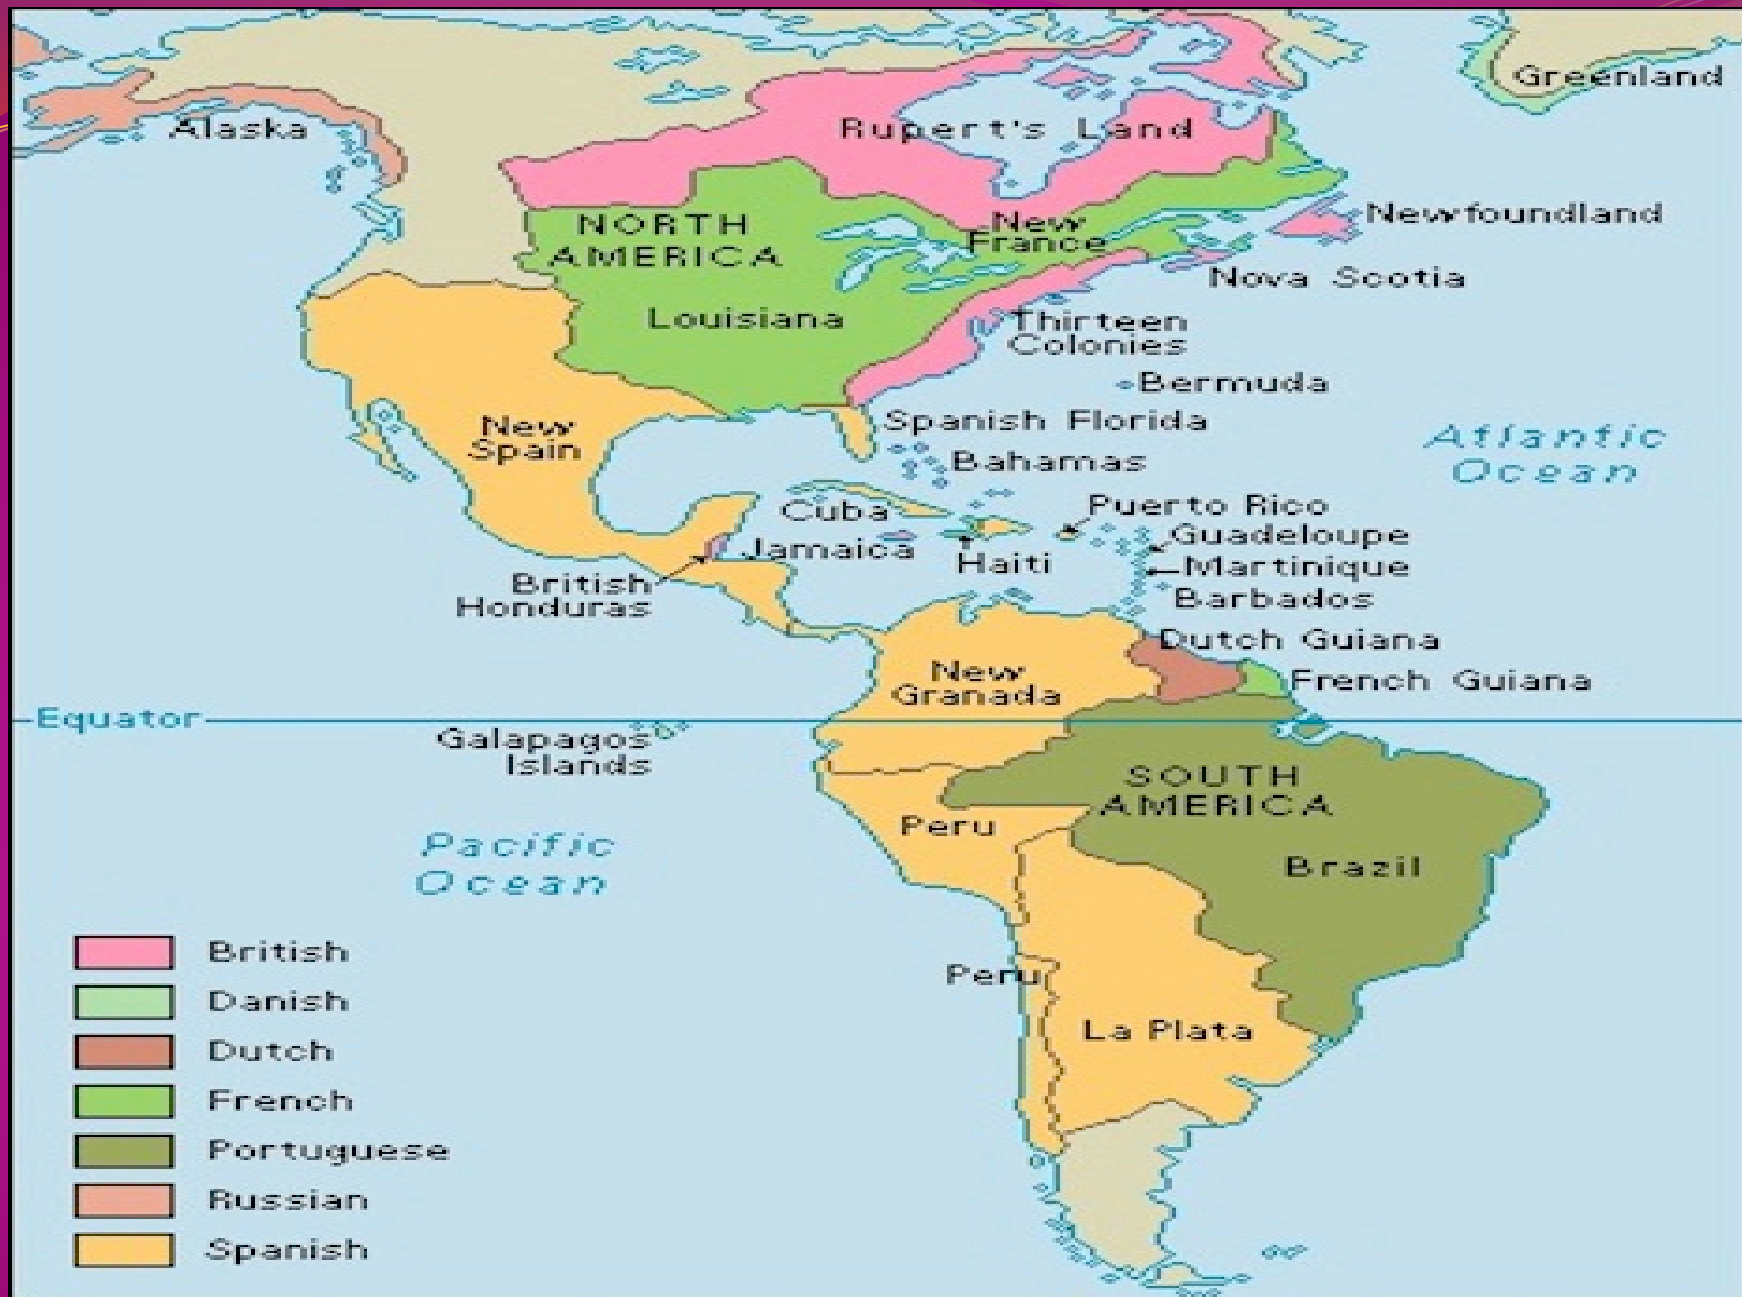 Greenland
Alaska
Rupert's Land
NORTH
AMERICA
New
France
Newfoundland
Nova Scotia
Louisiana
Thirteen
Colonies
Bermuda
New
Spain
Spanish Florida
Atlantic
Ocean
Bahamas
Cuba
Puerto Rico
Jamaica
Haiti
Guadeloupe
Martinique
British
Honduras
Barbados
Dutch Guiana
New
Granada
French Guiana
Equator
Galapagos
Islands
SOUTH
AMERICA
Peru
Pacific
Ocean
Brazil
Peru
La Plata
British
Danish
Dutch
French
Portuguese
Russian
Spanish